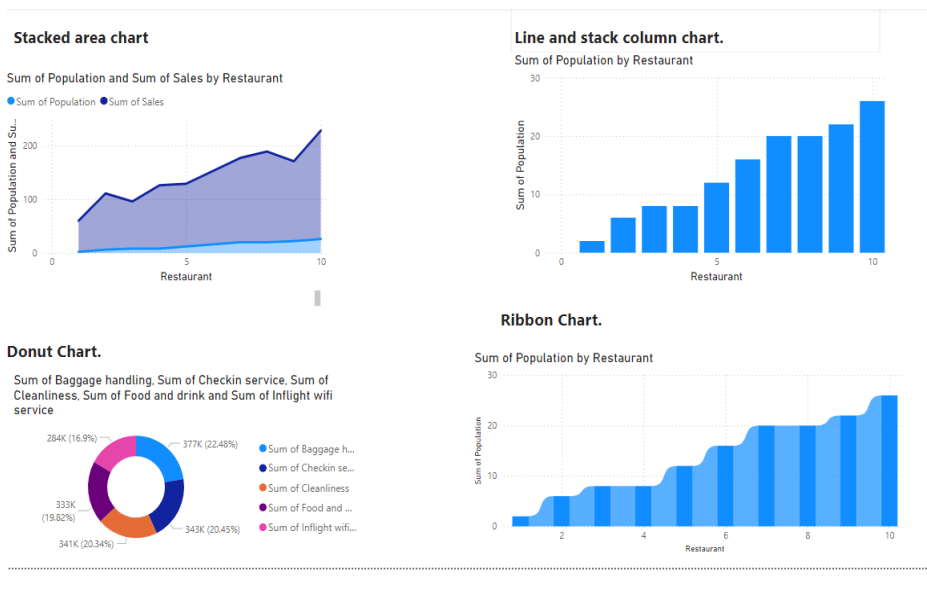 Stacked area chart
Sum of Population and Sum of Sales by Restaurant
Sum of Population Sum of Sales
Sum of Population and Su...
200
100
0
0 5 10
Restaurant
Line and stack column chart.
Sum of Population by Restaurant
Sum of Population
30
20
10
0
0 5 10
Restaurant
Donut Chart.
Sum of Baggage handling, Sum of Checkin service, Sum of
Cleanliness, Sum of Food and drink and Sum of Inflight wifi
service
284K (16.9%)
377K (22.48%)
333K
(19.82%)
343K (20.45%)
341K (20.34%)
Sum of Baggage h...
Sum of Checkin se...
Sum of Cleanliness
Sum of Food and ...
Sum of Inflight wifi...
Ribbon Chart.
Sum of Population by Restaurant
Sum of Population
30
20
10
0
2 4 6 8 10
Restaurant